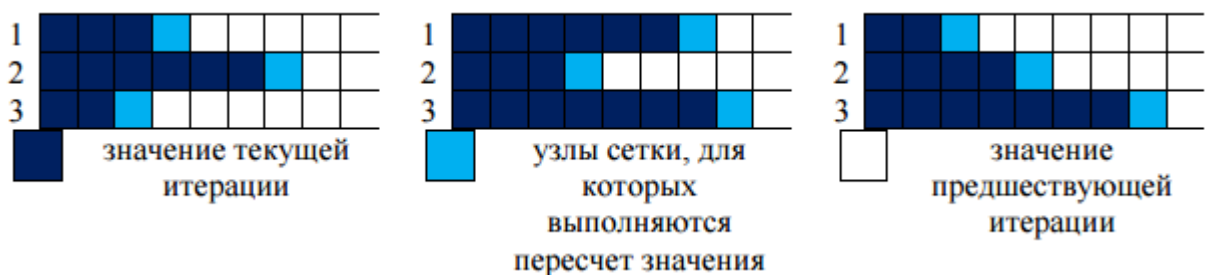 1
2
3
1
2
3
1
2
3
значение текущей
итерации
узлы сетки, для
которых
выполняются
пересчет значения
значение
предшествующей
итерации